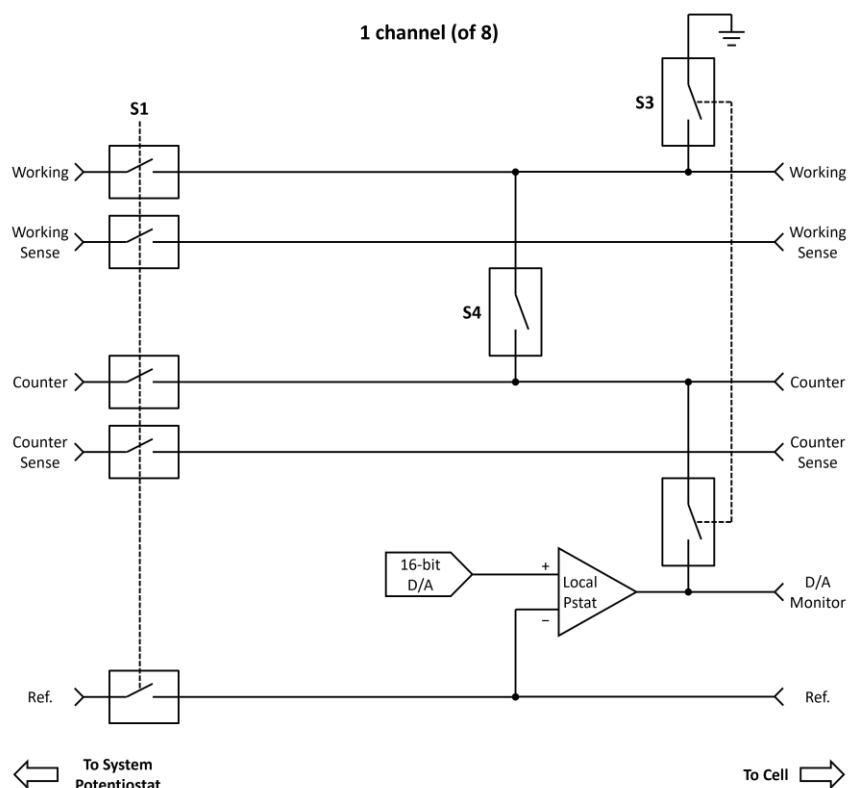 1 channel (of 8)
S3
S1
Working
Working
Working
Sense
Working
Sense
S4
Counter
Counter
Counter
Sense
Counter
Sense
16-bit
D/A
+
−
Local
Pstat
D/A
Monitor
Ref.
Ref.
To System
Potentiostat
To Cell